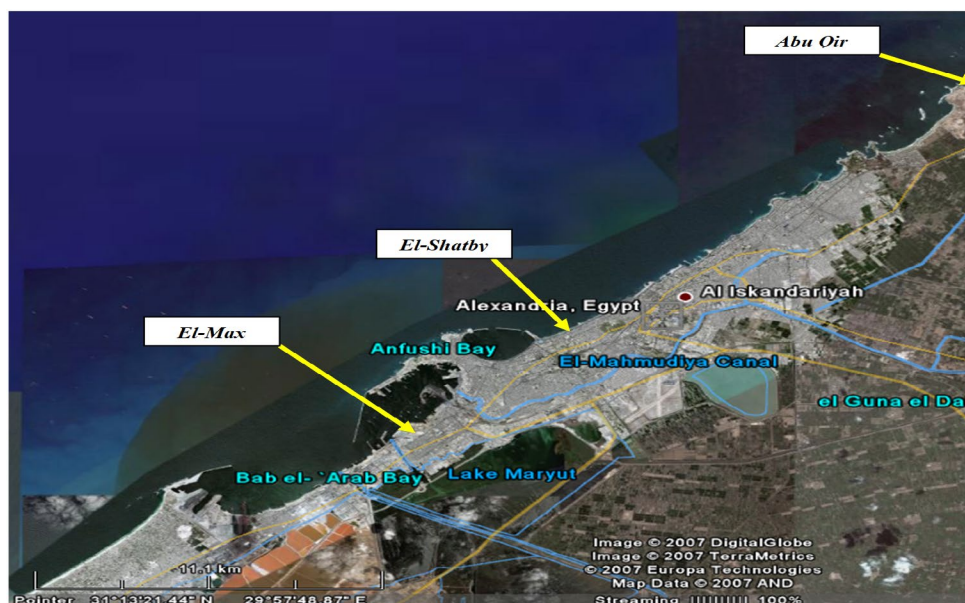 Abu Qir
El-Shatby
Al Iskandariyah
Alexandria, Egypt
El-Max
Anfushi Bay
El-Mahmudiya Canal
el Guna el Da
Bab el- `Arab Bay
Lake Maryut
Image © 2007 DigitalGlobe
Image © 2007 TerraMetrics
© 2007 Europa Technologies
Map Data © 2007 AND
11.1 km
Pointer 31°13'21.44" N 29°57'48.87" E Streaming 100%